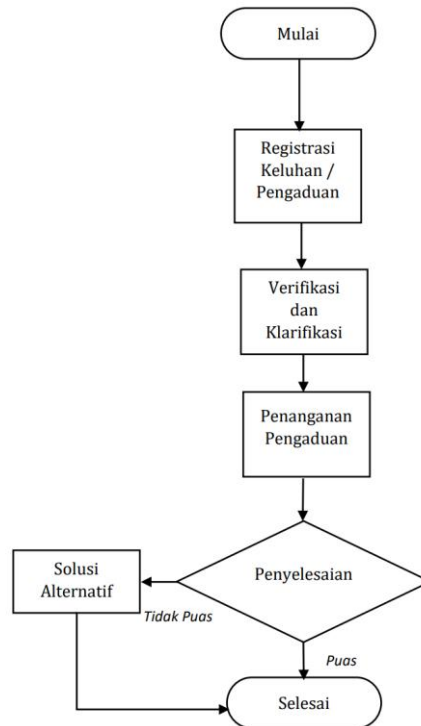 Mulai
Registrasi
Keluhan /
Pengaduan
Verifikasi
dan
Klarifikasi
Penanganan
Pengaduan
Penyelesaian
Solusi
Alternatif
Tidak Puas
Puas
Selesai